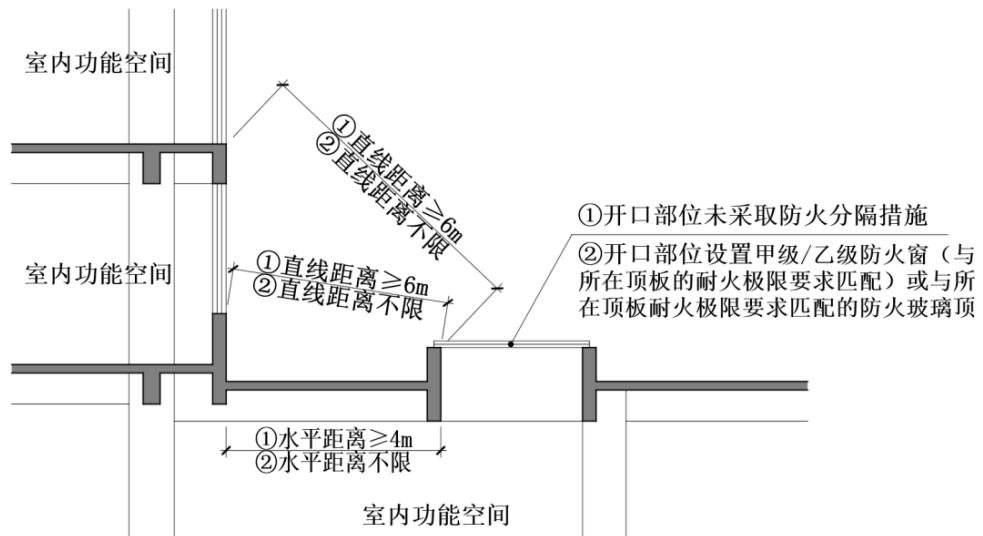 室内功能空间
①直线距离≥6m
②直线距离不限
①开口部位未采取防火分隔措施
②开口部位设置甲级/乙级防火窗（与
所在顶板的耐火极限要求匹配）或与所
在顶板耐火极限要求匹配的防火玻璃顶
室内功能空间
①直线距离≥6m
②直线距离不限
①水平距离≥4m
②水平距离不限
室内功能空间